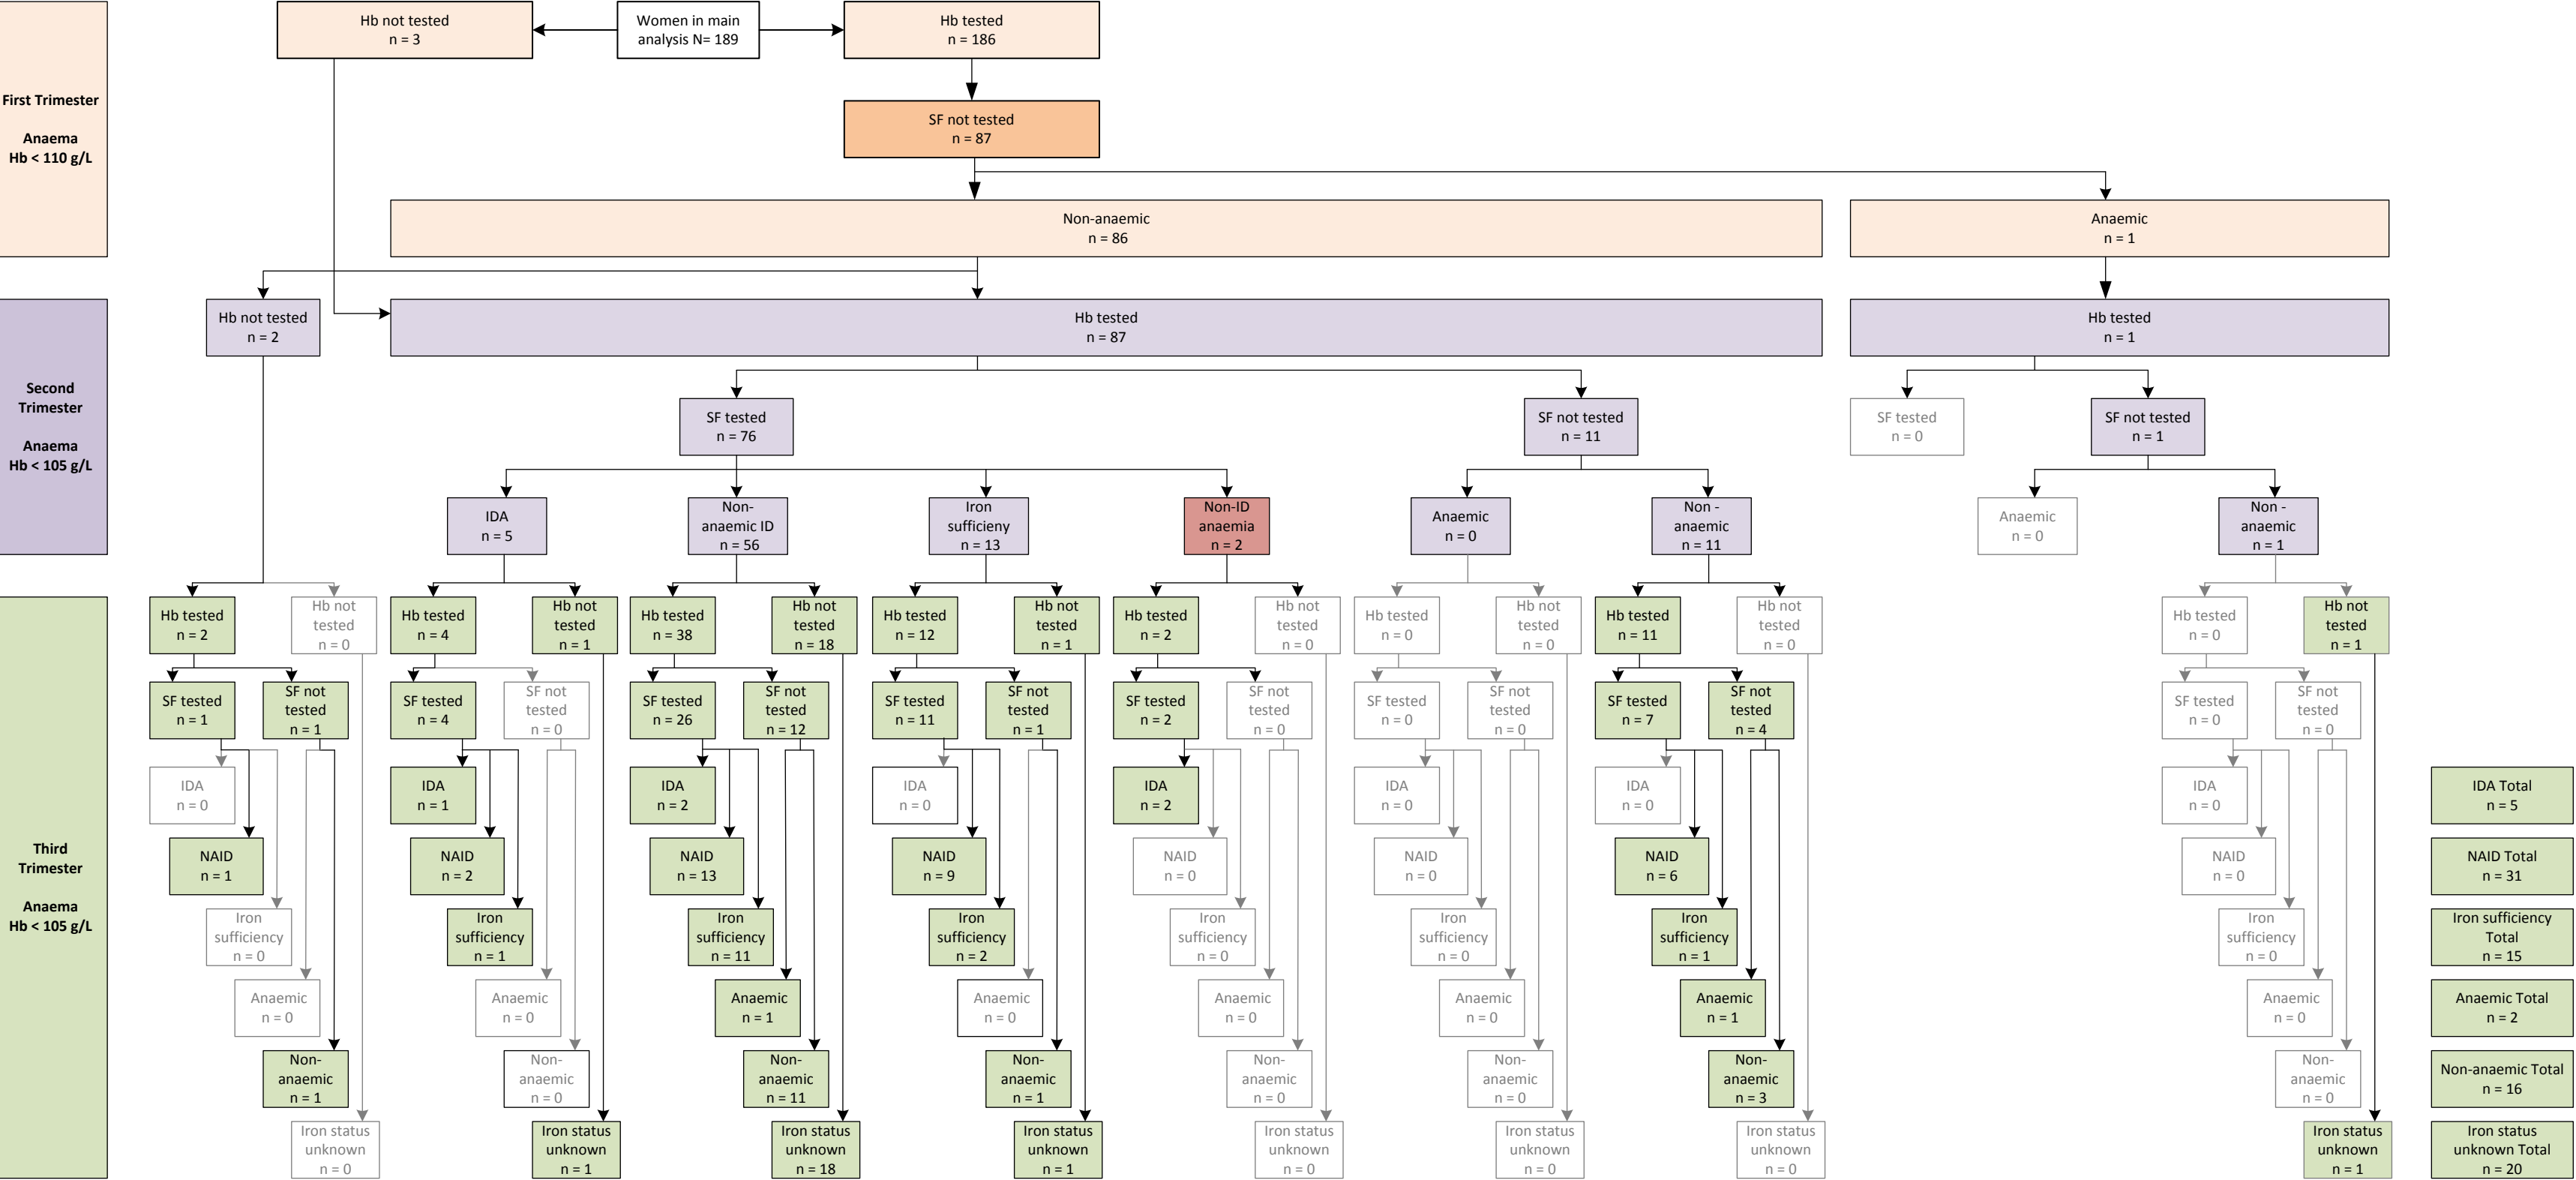 Hb not tested
n = 3
Women in main
analysis N= 189
Hb tested
n = 186
First Trimester
Anaema
Hb < 110 g/L
SF not tested
n = 87
Non-anaemic
n = 86
Anaemic
n = 1
Second
Trimester
Anaema
Hb < 105 g/L
Hb not tested
n = 2
Hb tested
n = 87
Hb tested
n = 1
SF tested
n = 76
SF not tested
n = 11
SF tested
n = 0
SF not tested
n = 1
IDA
n = 5
Non-
anaemic ID
n = 56
Iron
sufficieny
n = 13
Non-ID
anaemia
n = 2
Anaemic
n = 0
Non -
anaemic
n = 11
Anaemic
n = 0
Non -
anaemic
n = 1
Third
Trimester
Anaema
Hb < 105 g/L
Hb tested
n = 2
Hb not
tested
n = 0
SF tested
n = 1
SF not
tested
n = 1
IDA
n = 0
NAID
n = 1
Iron
sufficiency
n = 0
Anaemic
n = 0
Non-
anaemic
n = 1
Iron status
unknown
n = 0
Hb tested
n = 4
Hb not
tested
n = 1
SF tested
n = 4
SF not
tested
n = 0
IDA
n = 1
NAID
n = 2
Iron
sufficiency
n = 1
Anaemic
n = 0
Non-
anaemic
n = 0
Iron status
unknown
n = 1
Hb tested
n = 38
Hb not
tested
n = 18
SF tested
n = 26
SF not
tested
n = 12
IDA
n = 2
NAID
n = 13
Iron
sufficiency
n = 11
Anaemic
n = 1
Non-
anaemic
n = 11
Iron status
unknown
n = 18
Hb tested
n = 12
Hb not
tested
n = 1
SF tested
n = 11
SF not
tested
n = 1
IDA
n = 0
NAID
n = 9
Iron
sufficiency
n = 2
Anaemic
n = 0
Non-
anaemic
n = 1
Iron status
unknown
n = 1
Hb tested
n = 2
Hb not
tested
n = 0
SF tested
n = 2
SF not
tested
n = 0
IDA
n = 2
NAID
n = 0
Iron
sufficiency
n = 0
Anaemic
n = 0
Non-
anaemic
n = 0
Iron status
unknown
n = 0
Hb tested
n = 0
Hb not
tested
n = 0
SF tested
n = 0
SF not
tested
n = 0
IDA
n = 0
NAID
n = 0
Iron
sufficiency
n = 0
Anaemic
n = 0
Non-
anaemic
n = 0
Iron status
unknown
n = 0
Hb tested
n = 11
Hb not
tested
n = 0
SF tested
n = 7
SF not
tested
n = 4
IDA
n = 0
NAID
n = 6
Iron
sufficiency
n = 1
Anaemic
n = 1
Non-
anaemic
n = 3
Iron status
unknown
n = 0
Hb tested
n = 0
Hb not
tested
n = 1
SF tested
n = 0
SF not
tested
n = 0
IDA
n = 0
NAID
n = 0
Iron
sufficiency
n = 0
Anaemic
n = 0
Non-
anaemic
n = 0
Iron status
unknown
n = 1
IDA Total
n = 5
NAID Total
n = 31
Iron sufficiency
Total
n = 15
Anaemic Total
n = 2
Non-anaemic Total
n = 16
Iron status
unknown Total
n = 20